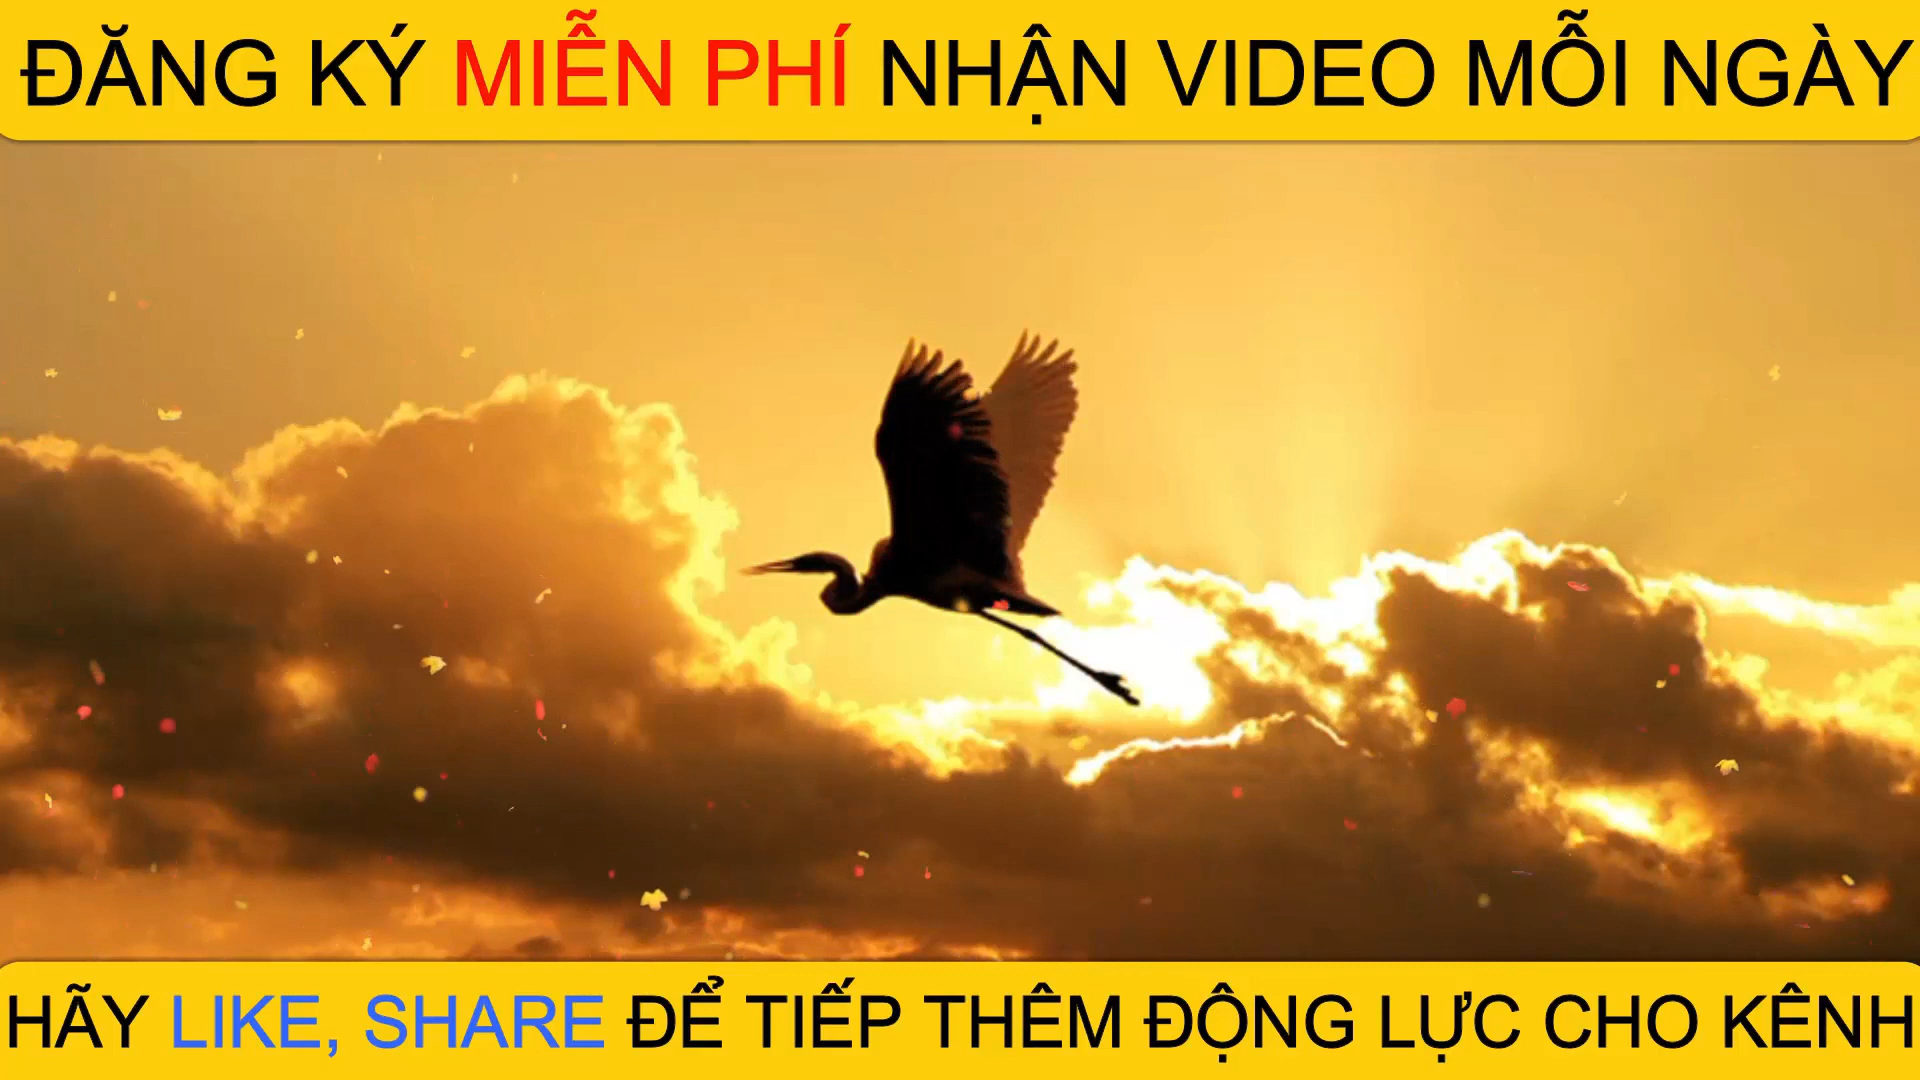 ĐĂNG KÝ MIỄN PHÍ NHẬN VIDEO MỖI NGÀY
HÃY LIKE, SHARE ĐỂ TIẾP THÊM ĐỘNG LỰC CHO KÊNH